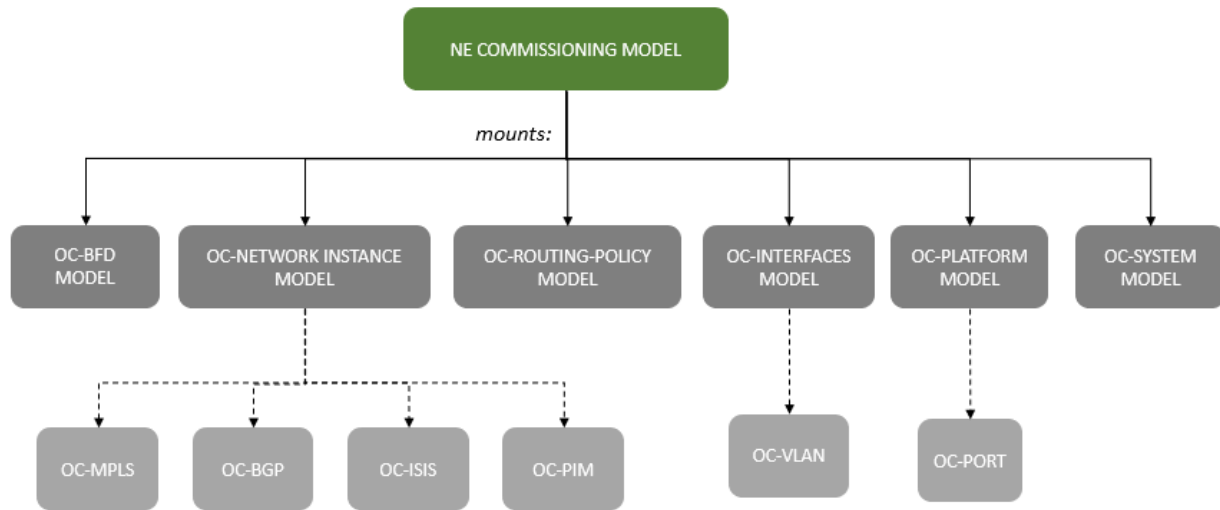 NE COMMISSIONING MODEL
mounts:
OC-BFD
MODEL
OC-NETWORK INSTANCE
MODEL
OC-ROUTING-POLICY
MODEL
OC-INTERFACES
MODEL
OC-PLATFORM
MODEL
OC-SYSTEM
MODEL
OC-MPLS
OC-BGP
OC-ISIS
OC-PIM
OC-VLAN
OC-PORT